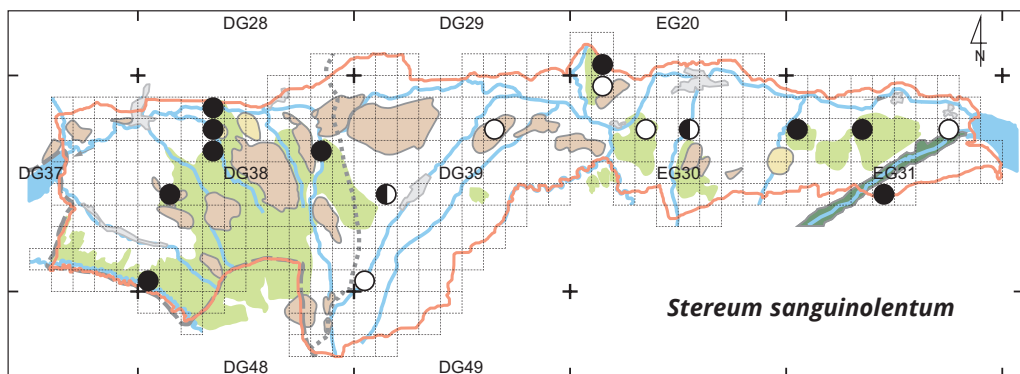 DG28 DG29 EG20
N
DG37 DG38 DG39 EG30 EG31
Stereum sanguinolentum
DG48 DG49